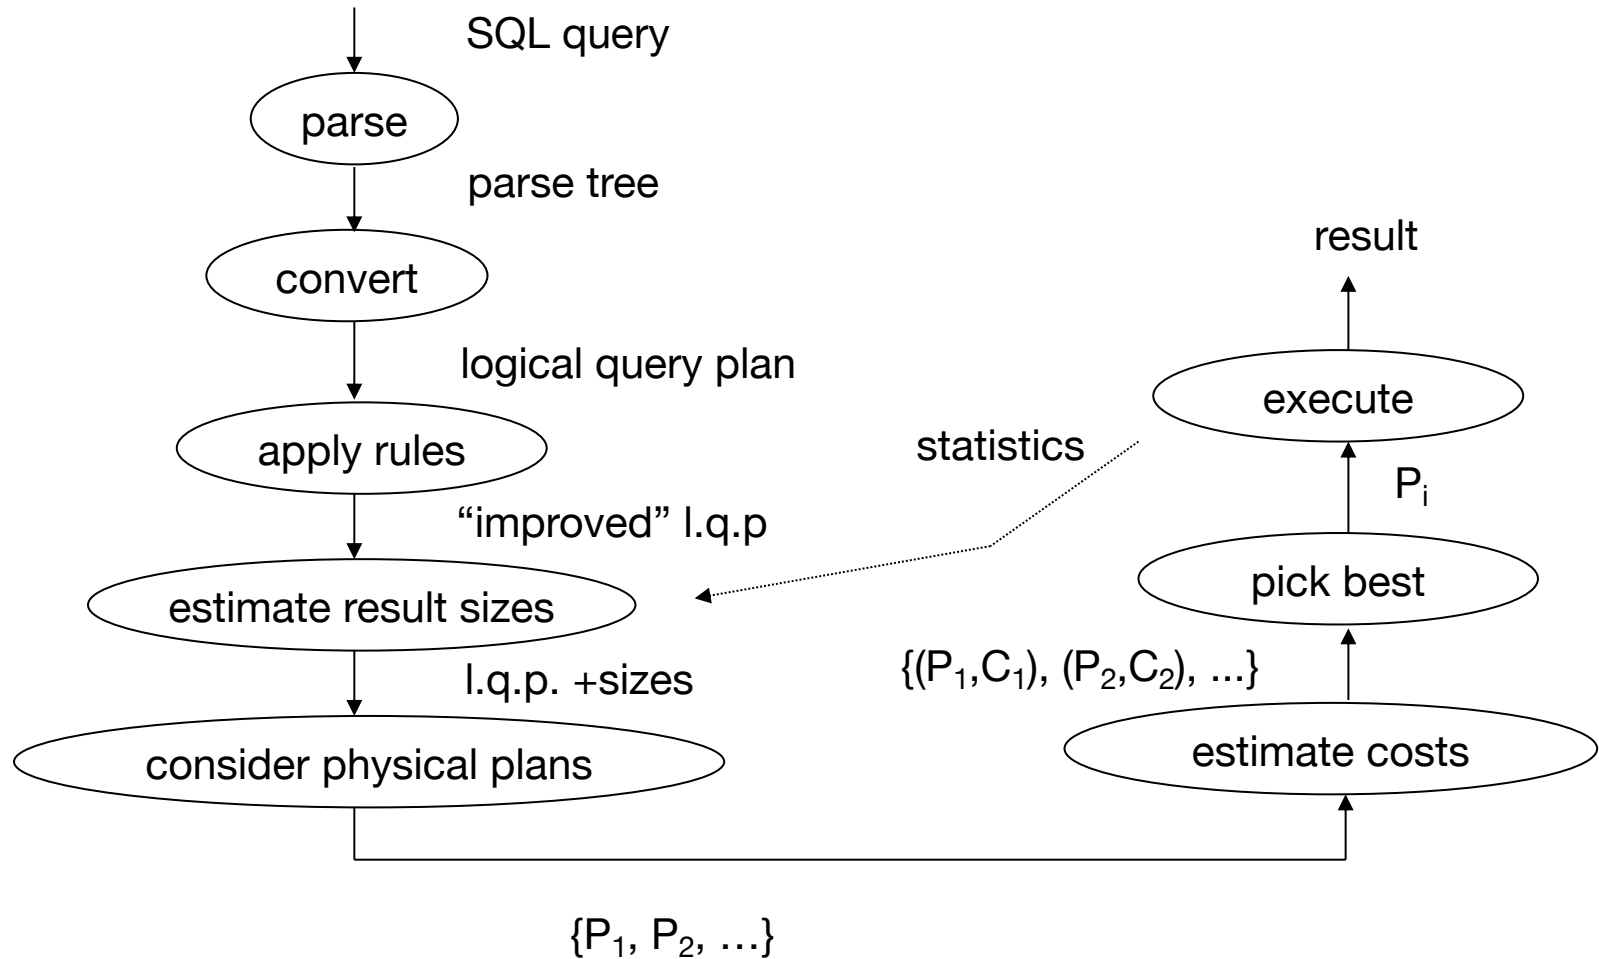 SQL query
parse
parse tree
convert
logical query plan
apply rules
“improved” l.q.p
estimate result sizes
l.q.p. +sizes
consider physical plans
{P₁, P₂, …}
estimate costs
{(P₁,C₁), (P₂,C₂), ...}
pick best
Pᵢ
execute
statistics
result